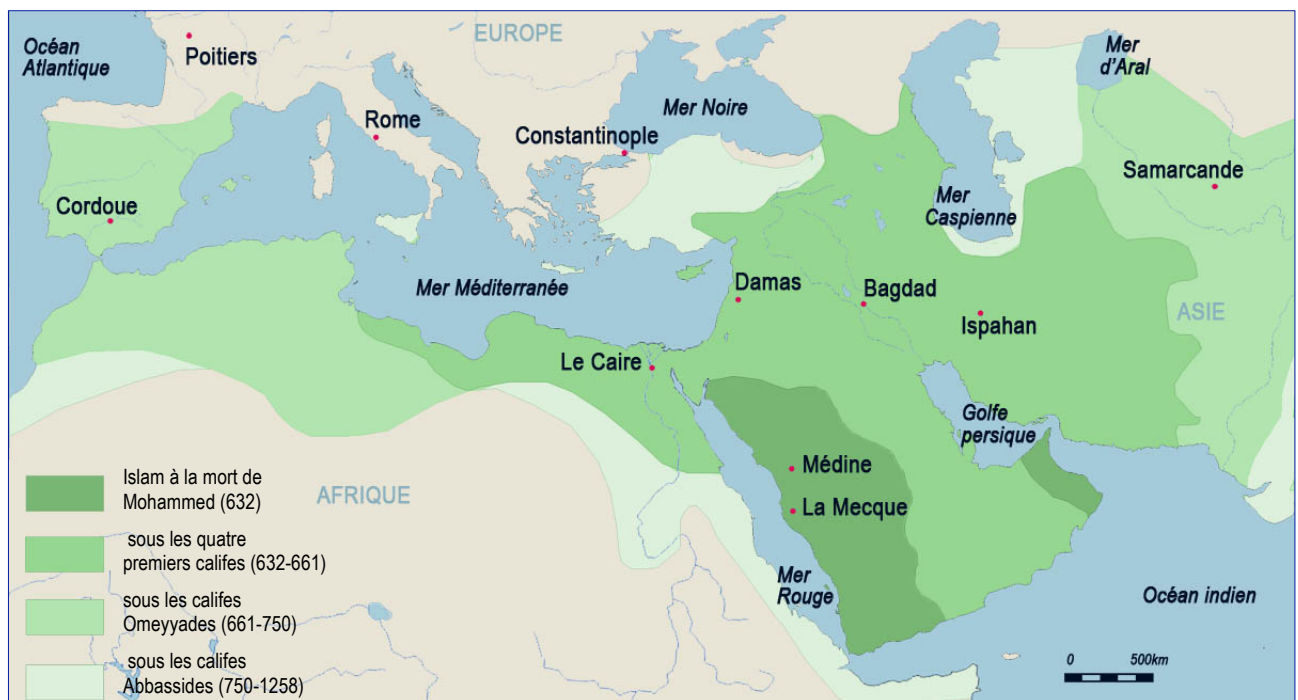 Océan
Atlantique
Poitiers
EUROPE
Mer
d'Aral
Rome
Constantinople
Mer Noire
Samarcande
Cordoue
Mer
Caspienne
Mer Méditerranée
Damas
Bagdad
Ispahan
ASIE
Le Caire
Golfe
persique
Médine
La Mecque
AFRIQUE
Mer
Rouge
Océan indien
0 500km
Islam à la mort de
Mohammed (632)
sous les quatre
premiers califes (632-661)
sous les califes
Omeyyades (661-750)
sous les califes
Abbassides (750-1258)